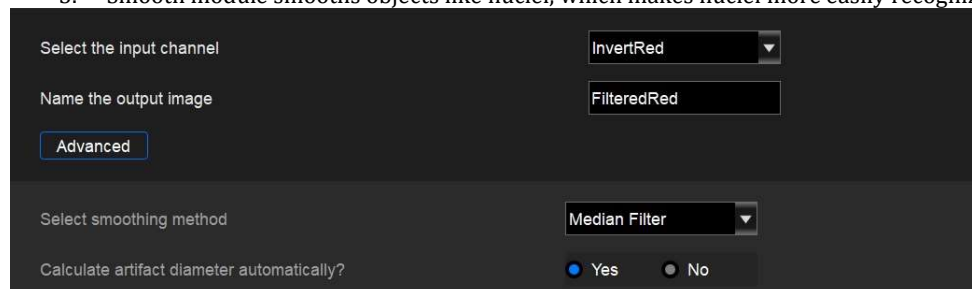 Smooth module smooths objects like nuclei, which makes nuclei more easily
Select the input channel InvertRed
Name the output image FilteredRed
Advanced
Select smoothing method Median Filter
Calculate artifact diameter automatically? Yes No